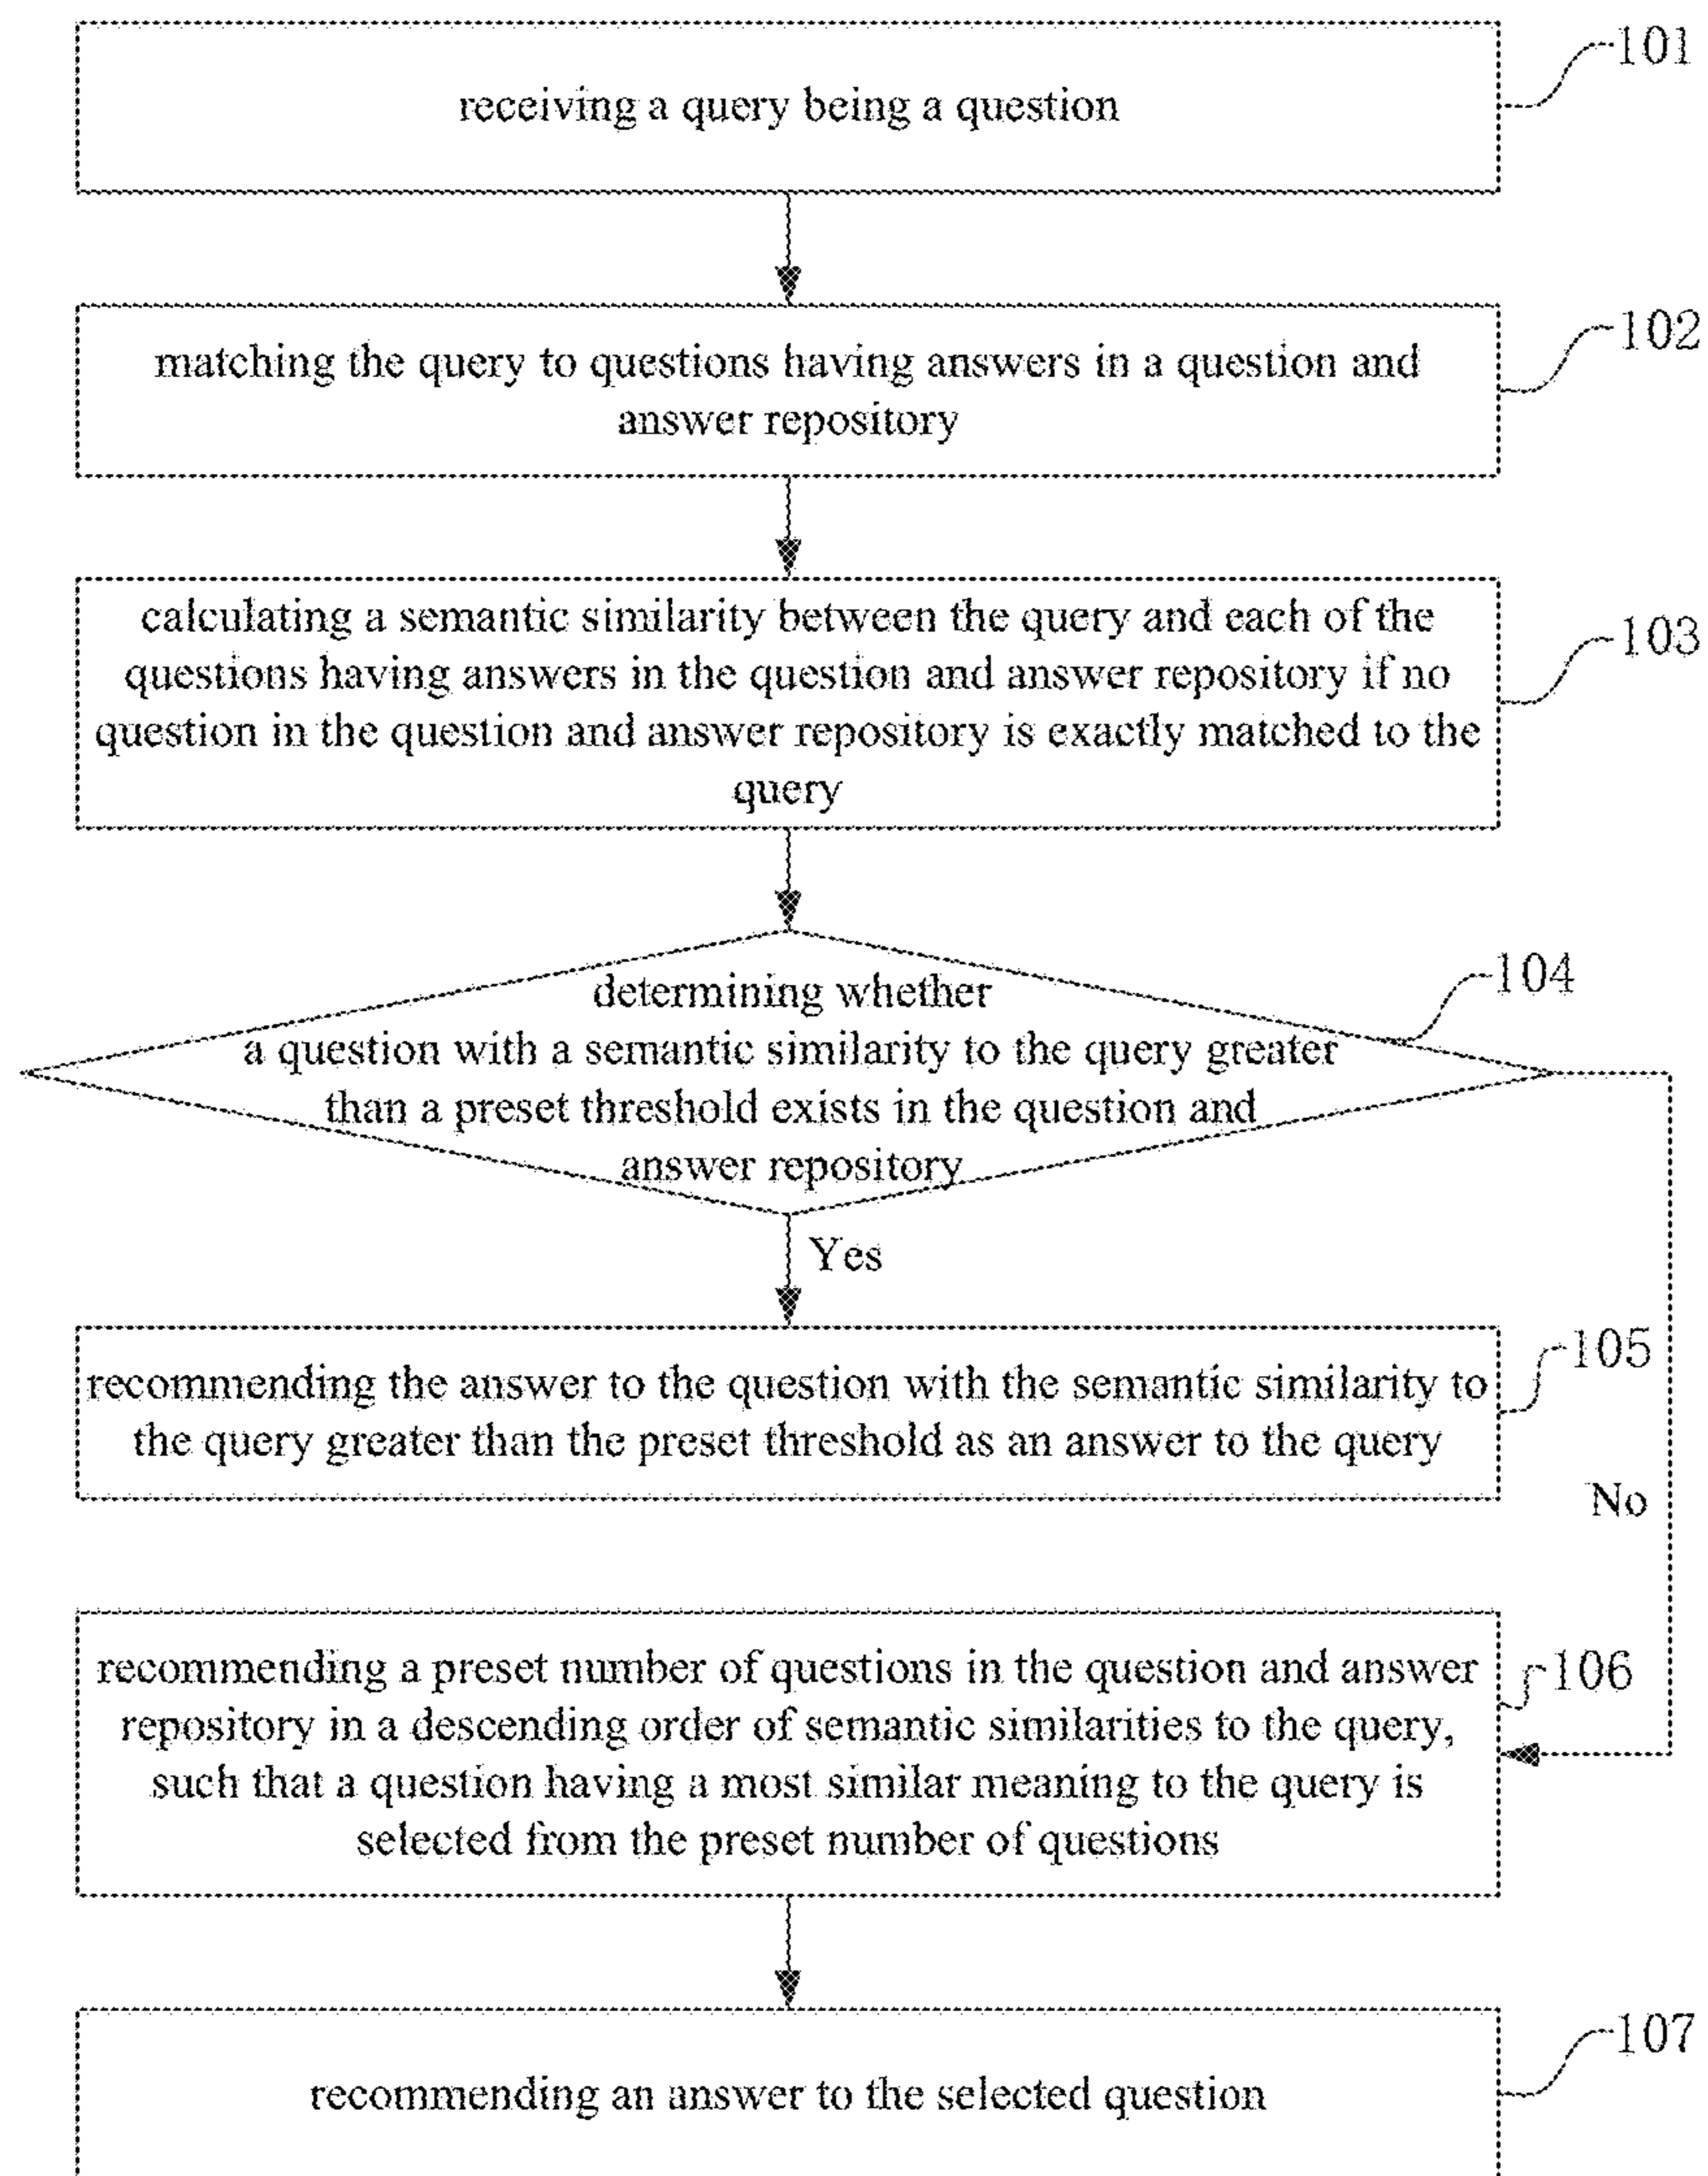 receiving a query being a question
101
matching the query to questions having answers in a question and
answer repository
102
calculating a semantic similarity between the query and each of the
questions having answers in the question and answer repository if no
question in the question and answer repository is exactly matched to the
query
103
determining whether
a question with a semantic similarity to the query greater
than a preset threshold exists in the question and
answer repository
104
Yes
recommending the answer to the question with the semantic similarity to
the query greater than the preset threshold as an answer to the query
105
No
recommending a preset number of questions in the question and answer
repository in a descending order of semantic similarities to the query,
such that a question having a most similar meaning to the query is
selected from the preset number of questions
106
recommending an answer to the selected question
107